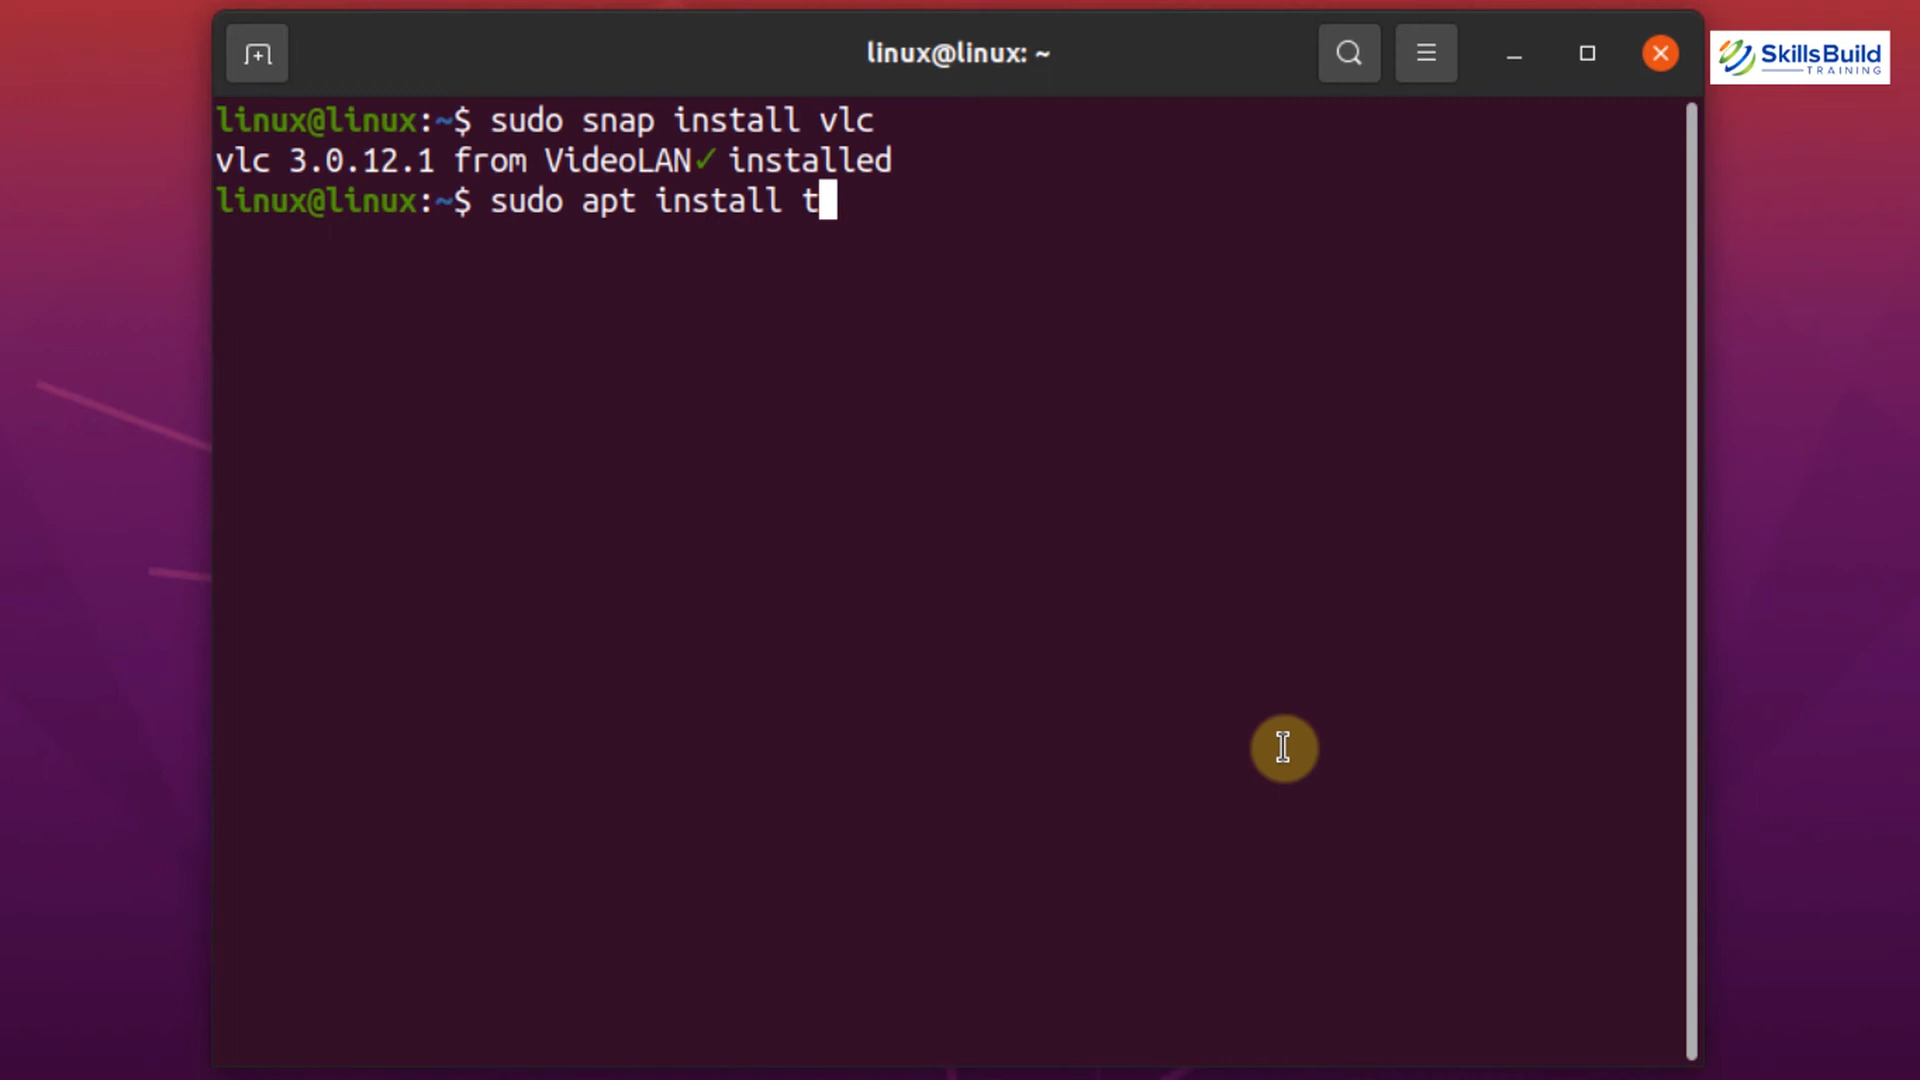 linux@linux: ~
SkillsBuild
TRAINING
linux@linux:~$ sudo snap install vlc
vlc 3.0.12.1 from VideoLAN✓ installed
linux@linux:~$ sudo apt install t